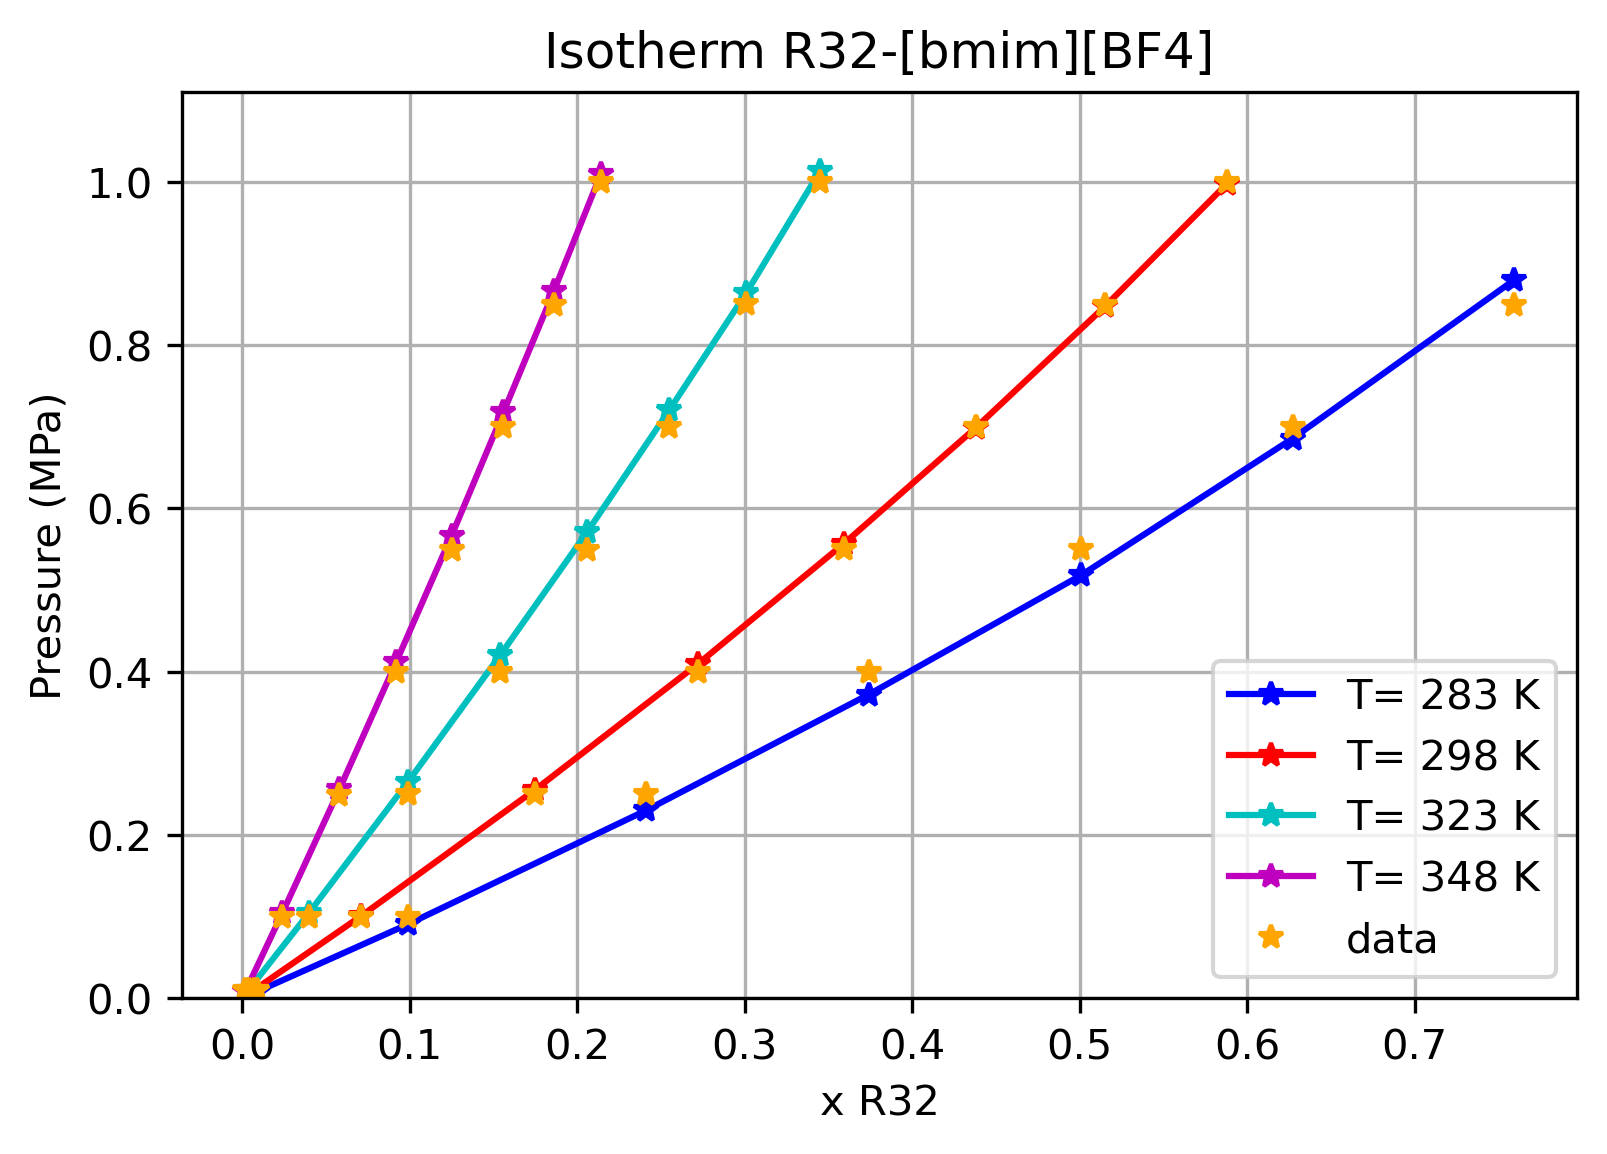 Isotherm R32-[bmim][BF4]
Pressure (MPa)
1.0
0.8
0.6
0.4
0.2
0.0
0.0 0.1 0.2 0.3 0.4 0.5 0.6 0.7
x R32
T= 283 K
T= 298 K
T= 323 K
T= 348 K
data